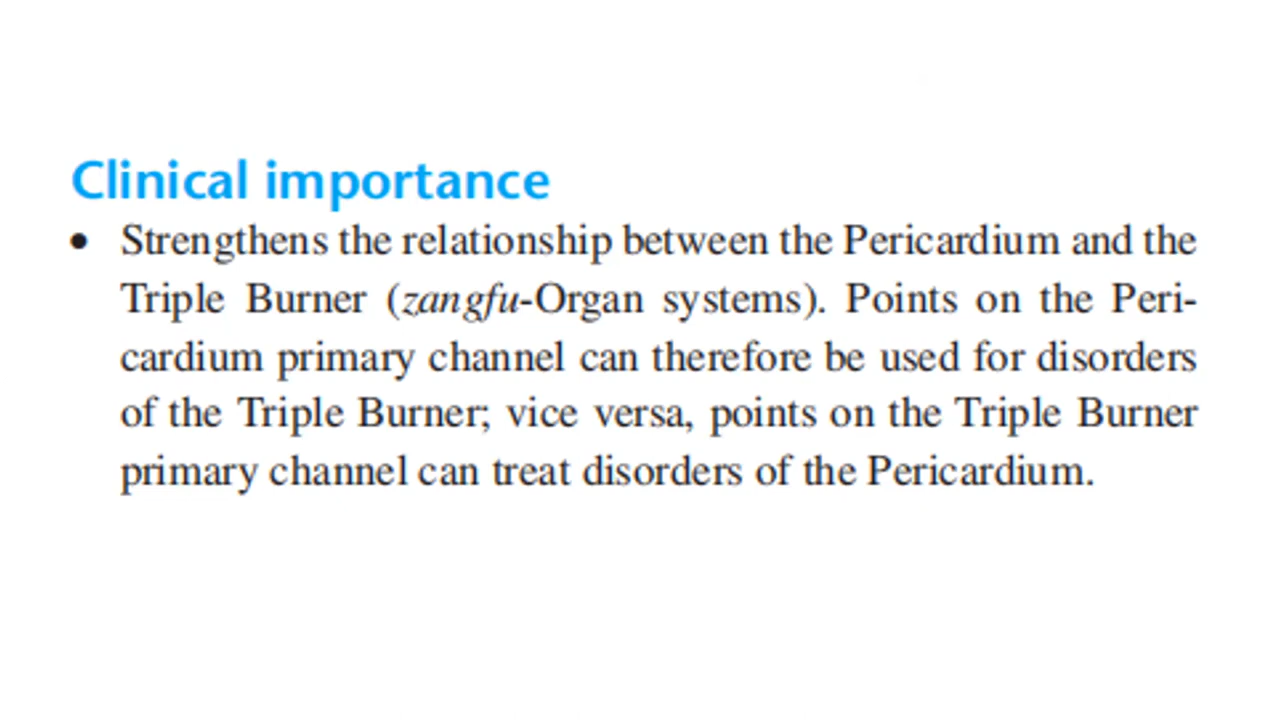 Clinical importance
• Strengthens the relationship between the Pericardium and the
Triple Burner (zangfu-Organ systems). Points on the Peri-
cardium primary channel can therefore be used for disorders
of the Triple Burner; vice versa, points on the Triple Burner
primary channel can treat disorders of the Pericardium.